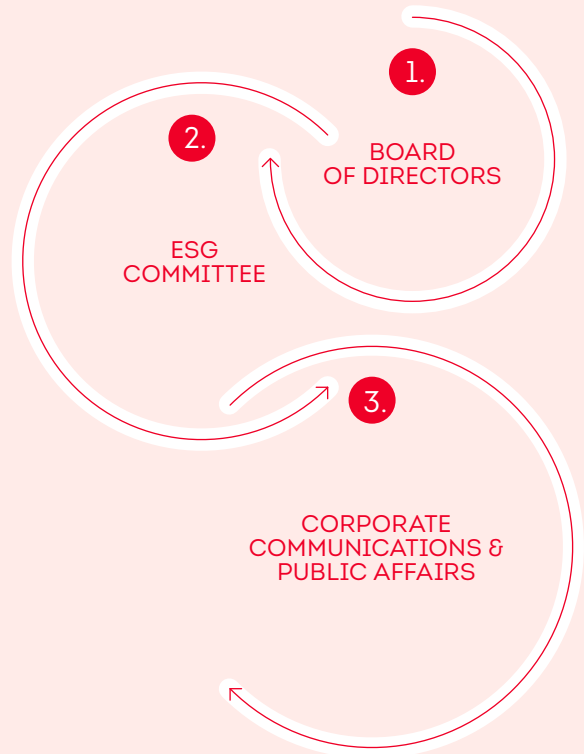 1.
BOARD
OF DIRECTORS
2.
ESG
COMMITTEE
3.
CORPORATE
COMMUNICATIONS &
PUBLIC AFFAIRS